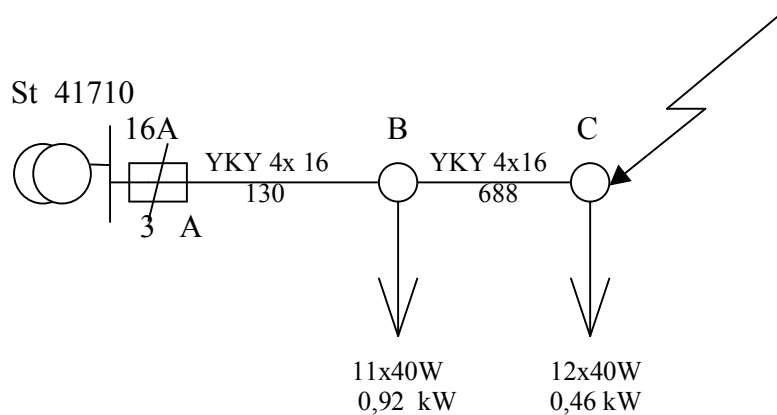 St 41710
16A
B
C
YKY 4x 16
YKY 4x16
130
688
3 A
11x40W
12x40W
0,92 kW
0,46 kW